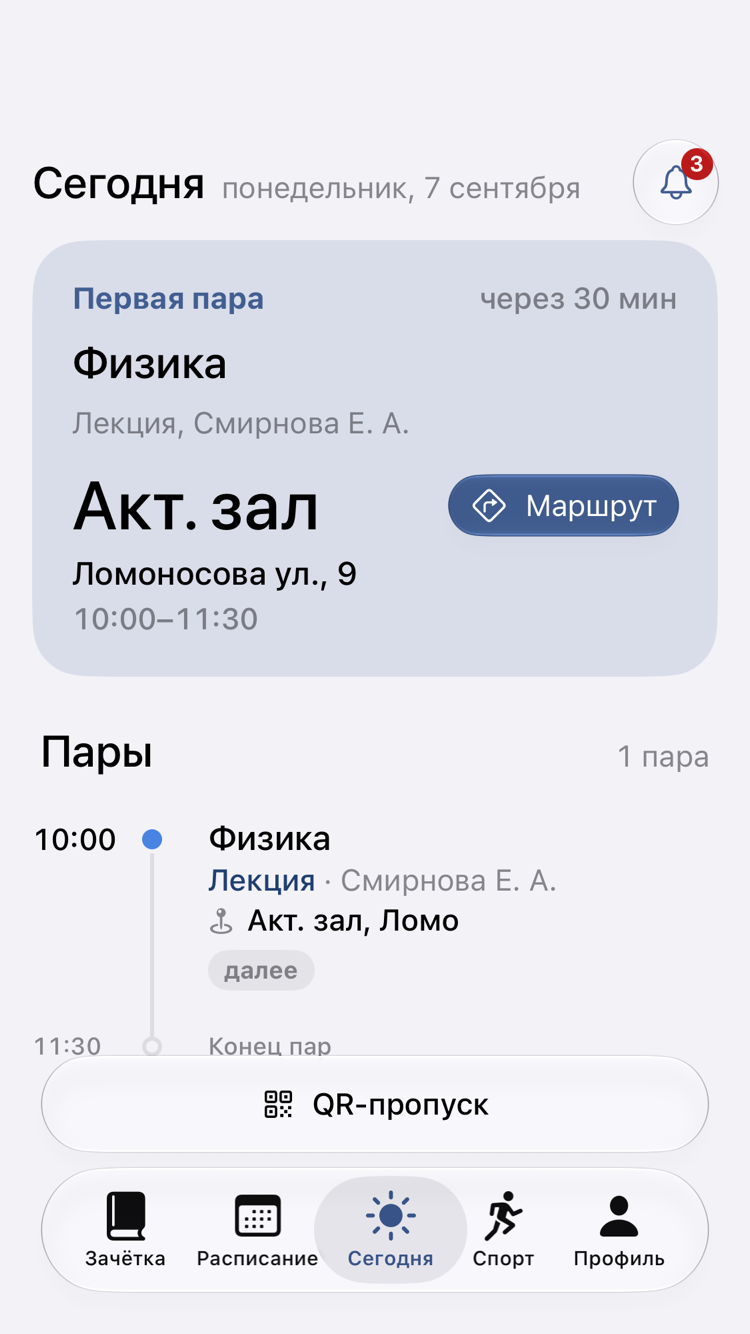 Сегодня понедельник, 7 сентября 3
Первая пара через 30 мин
Физика
Лекция, Смирнова Е. А.
Акт. зал Маршрут
Ломоносова ул., 9
10:00–11:30
Пары 1 пара
10:00 Физика
Лекция · Смирнова Е. А.
Акт. зал, Ломо
далее
11:30 Конец пар
QR-пропуск
Зачётка Расписание Сегодня Спорт Профиль